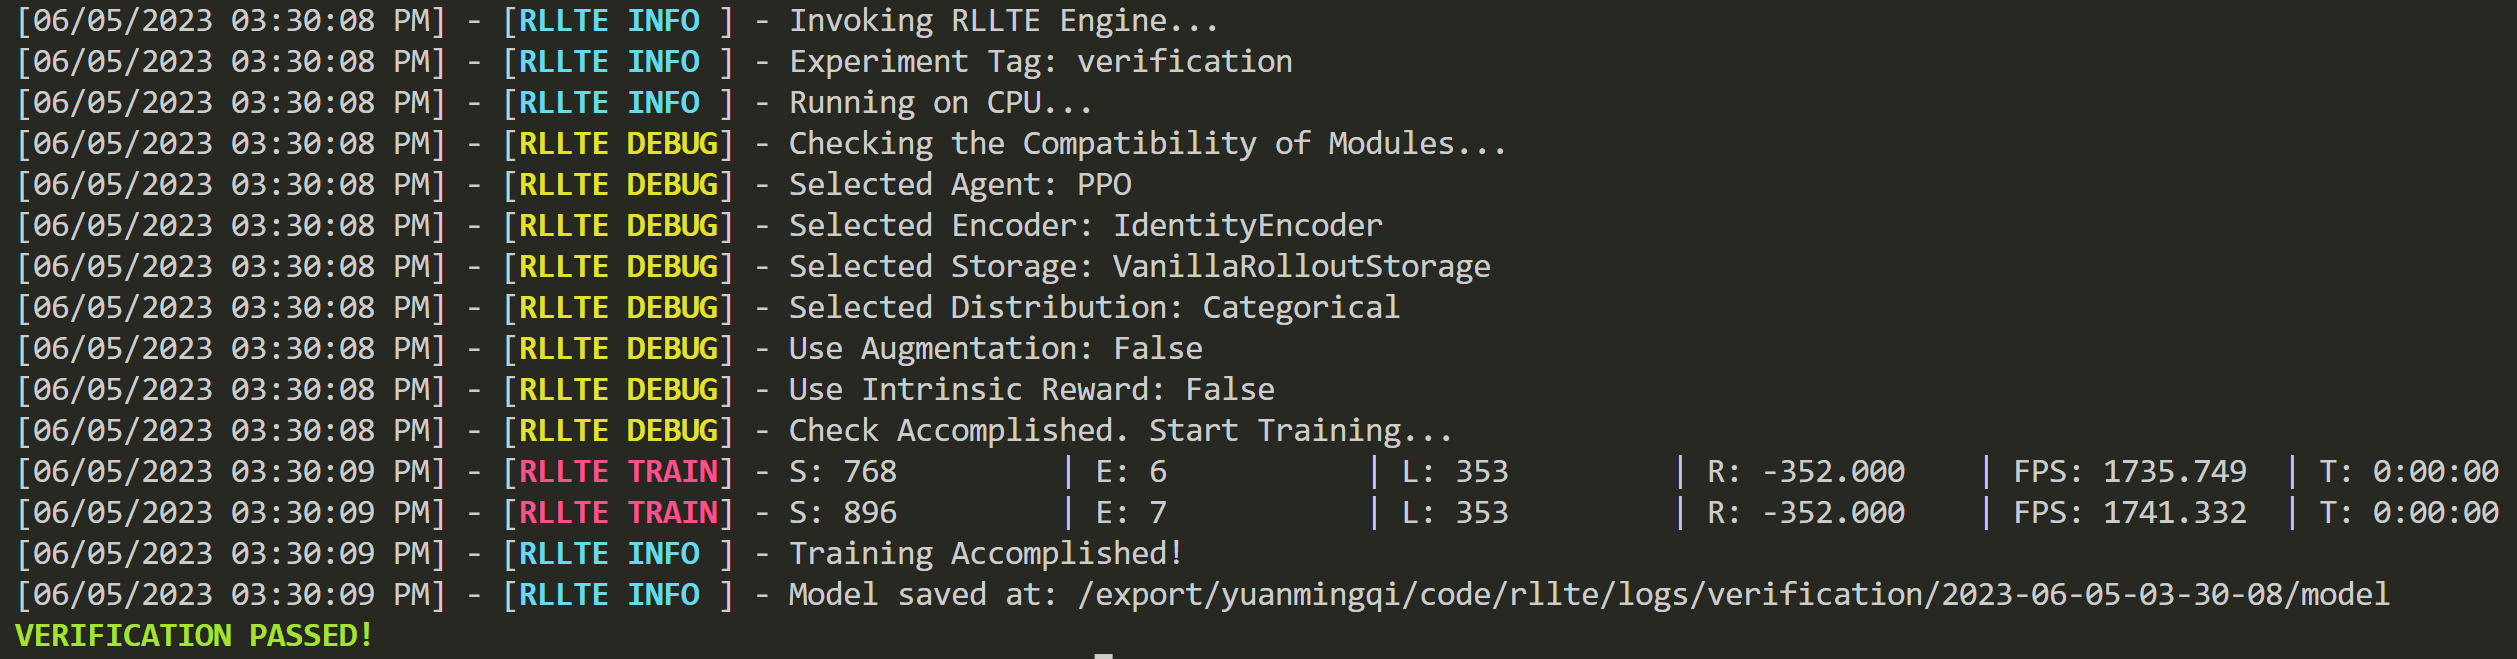 [06/05/2023 03:30:08 PM] - [RLLTE INFO ] - Invoking RLLTE Engine...
[06/05/2023 03:30:08 PM] - [RLLTE INFO ] - Experiment Tag: verification
[06/05/2023 03:30:08 PM] - [RLLTE INFO ] - Running on CPU...
[06/05/2023 03:30:08 PM] - [RLLTE DEBUG] - Checking the Compatibility of Modules...
[06/05/2023 03:30:08 PM] - [RLLTE DEBUG] - Selected Agent: PPO
[06/05/2023 03:30:08 PM] - [RLLTE DEBUG] - Selected Encoder: IdentityEncoder
[06/05/2023 03:30:08 PM] - [RLLTE DEBUG] - Selected Storage: VanillaRolloutStorage
[06/05/2023 03:30:08 PM] - [RLLTE DEBUG] - Selected Distribution: Categorical
[06/05/2023 03:30:08 PM] - [RLLTE DEBUG] - Use Augmentation: False
[06/05/2023 03:30:08 PM] - [RLLTE DEBUG] - Use Intrinsic Reward: False
[06/05/2023 03:30:08 PM] - [RLLTE DEBUG] - Check Accomplished. Start Training...
[06/05/2023 03:30:09 PM] - [RLLTE TRAIN] - S: 768         | E: 6           | L: 353         | R: -352.000    | FPS: 1735.749  | T: 0:00:00
[06/05/2023 03:30:09 PM] - [RLLTE TRAIN] - S: 896         | E: 7           | L: 353         | R: -352.000    | FPS: 1741.332  | T: 0:00:00
[06/05/2023 03:30:09 PM] - [RLLTE INFO ] - Training Accomplished!
[06/05/2023 03:30:09 PM] - [RLLTE INFO ] - Model saved at: /export/yuanmingqi/code/rllte/logs/verification/2023-06-05-03-30-08/model
VERIFICATION PASSED!